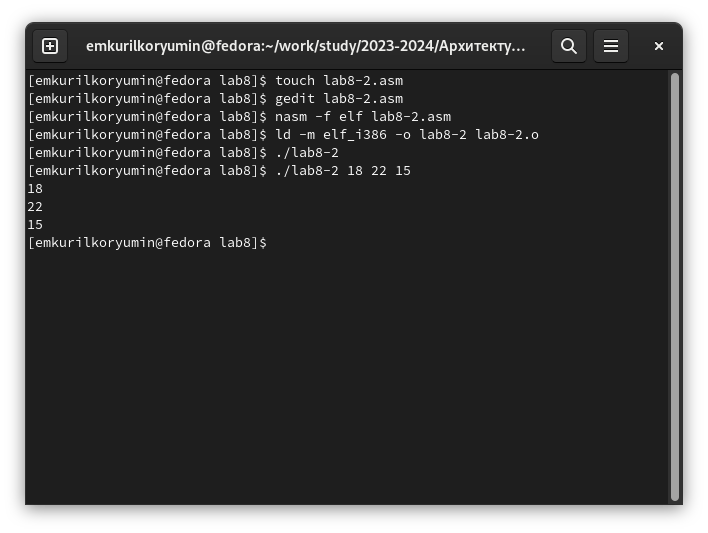 emkurilkoryumin@fedora:~/work/study/2023-2024/Архитекту...
[emkurilkoryumin@fedora lab8]$ touch lab8-2.asm
[emkurilkoryumin@fedora lab8]$ gedit lab8-2.asm
[emkurilkoryumin@fedora lab8]$ nasm -f elf lab8-2.asm
[emkurilkoryumin@fedora lab8]$ ld -m elf_i386 -o lab8-2 lab8-2.o
[emkurilkoryumin@fedora lab8]$ ./lab8-2
[emkurilkoryumin@fedora lab8]$ ./lab8-2 18 22 15
18
22
15
[emkurilkoryumin@fedora lab8]$